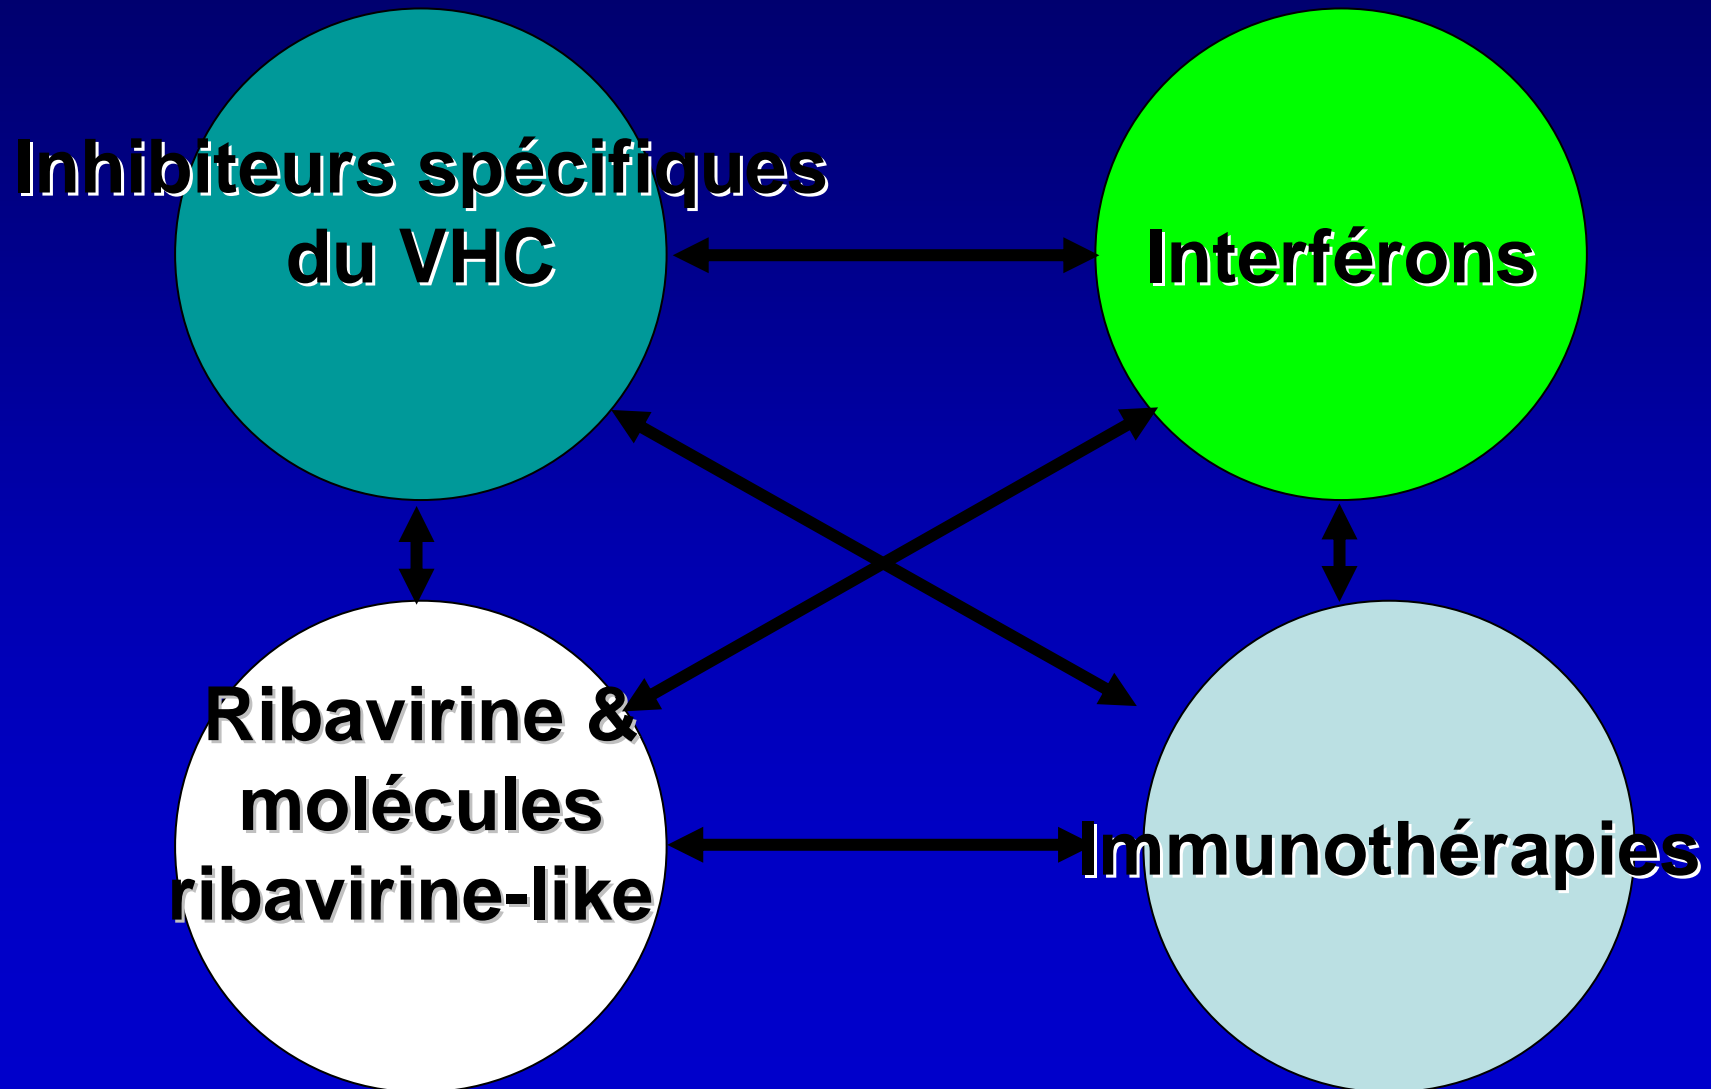 Inhibiteurs spécifiques
du VHC
Interférons
Ribavirine &
molécules
ribavirine-like
Immunothérapies